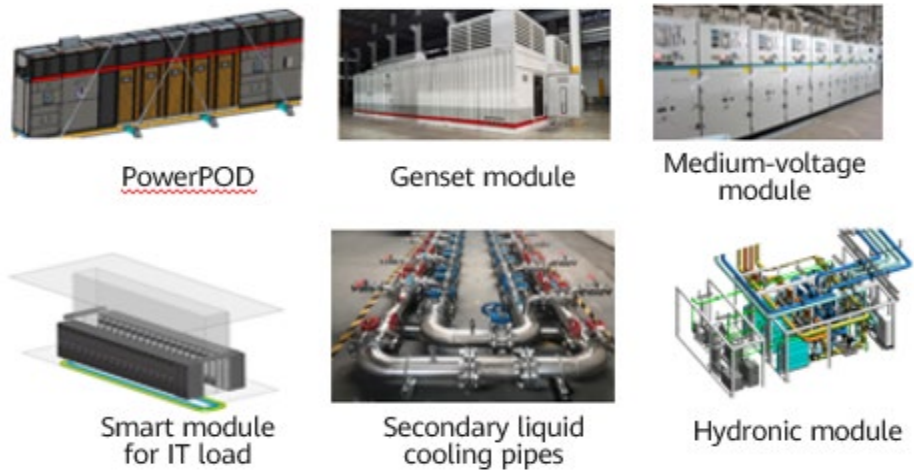 PowerPOD
Genset module
Medium-voltage
module
Smart module
for IT load
Secondary liquid
cooling pipes
Hydronic module